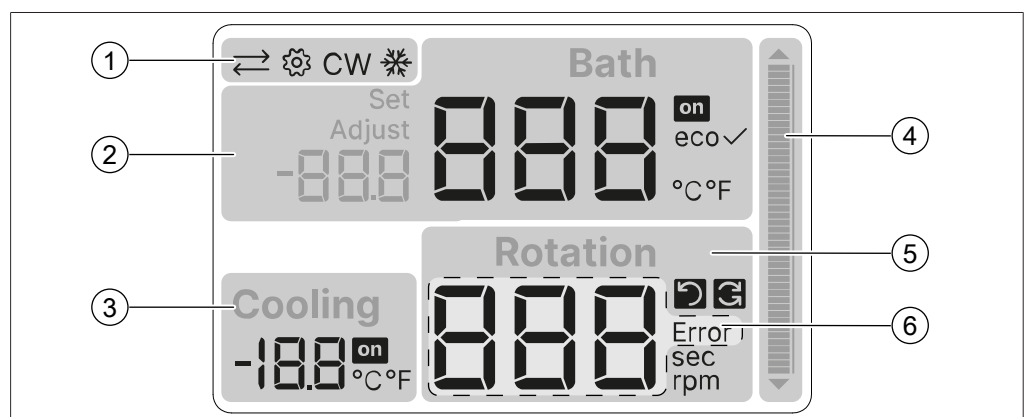 1
CW
Bath
Set
Adjust
-88.8
888
on
eco
°C°F
2
4
Rotation
5
3
Cooling
-18.8
on
°C°F
888
Error
sec
rpm
6